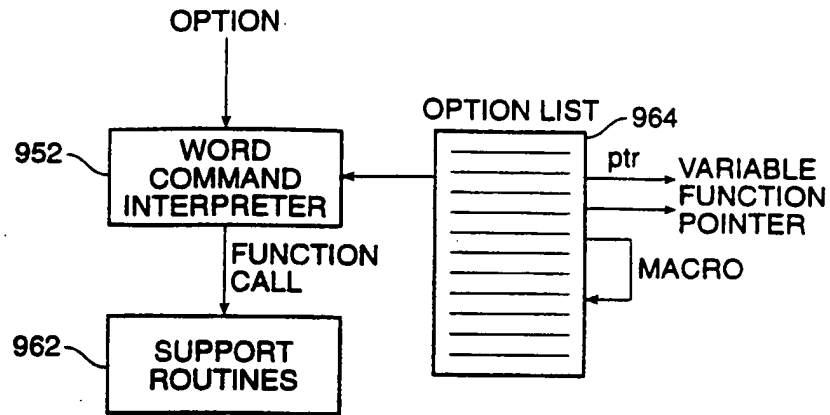 OPTION
952
WORD
COMMAND
INTERPRETER
FUNCTION
CALL
962
SUPPORT
ROUTINES
OPTION LIST
964
ptr
VARIABLE
FUNCTION
POINTER
MACRO